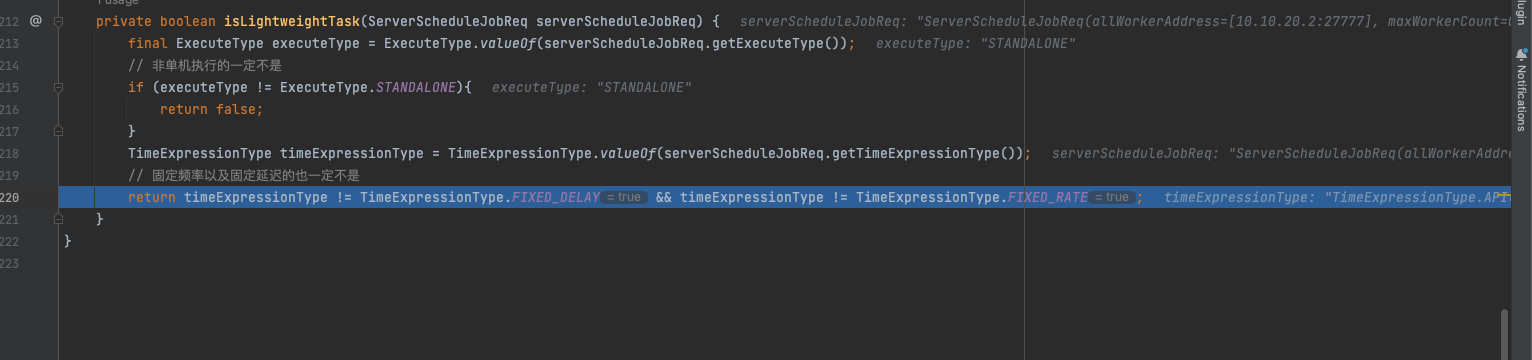 1 usage
212 @ private boolean isLightweightTask(ServerScheduleJobReq serverScheduleJobReq) { serverScheduleJobReq: "ServerScheduleJobReq(allWorkerAddress=[10.10.20.2:27777], maxWorkerCount=0
213 final ExecuteType executeType = ExecuteType.valueOf(serverScheduleJobReq.getExecuteType()); executeType: "STANDALONE"
214 // 非单机执行的一定不是
215 if (executeType != ExecuteType.STANDALONE){ executeType: "STANDALONE"
216 return false;
217 }
218 TimeExpressionType timeExpressionType = TimeExpressionType.valueOf(serverScheduleJobReq.getTimeExpressionType()); serverScheduleJobReq: "ServerScheduleJobReq(allWorkerAddre
219 // 固定频率以及固定延迟的也一定不是
220 return timeExpressionType != TimeExpressionType.FIXED_DELAY = true && timeExpressionType != TimeExpressionType.FIXED_RATE = true ; timeExpressionType: "TimeExpressionType.API
221 }
222 }
223
lugin
Notifications